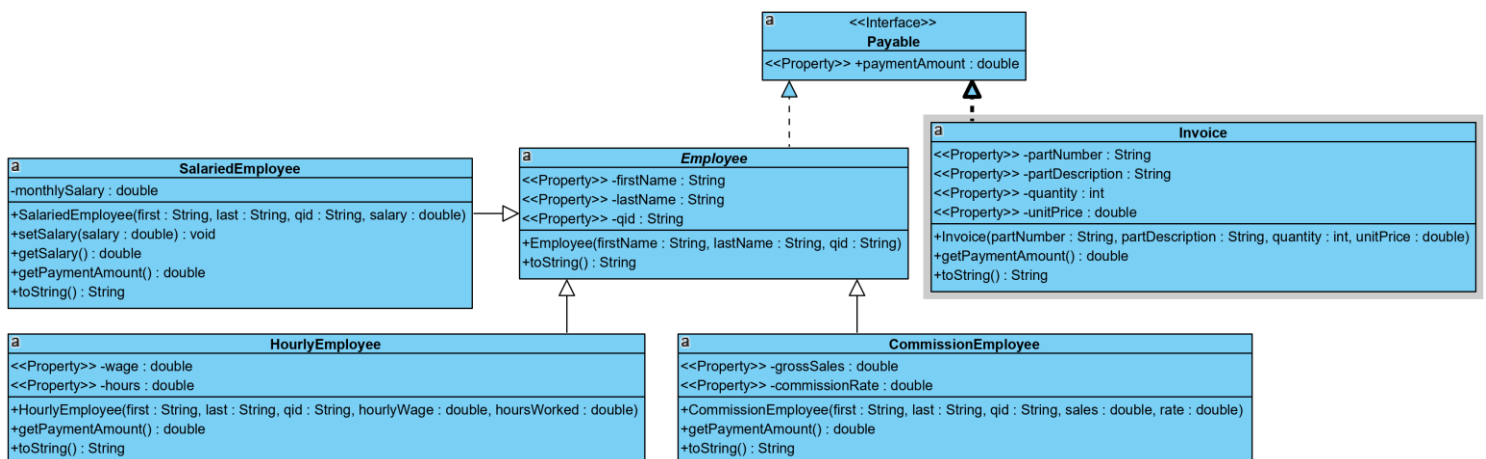 a
<<Interface>>
Payable
<<Property>> +paymentAmount : double
a
Invoice
<<Property>> -partNumber : String
<<Property>> -partDescription : String
<<Property>> -quantity : int
<<Property>> -unitPrice : double
+Invoice(partNumber : String, partDescription : String, quantity : int, unitPrice : double)
+getPaymentAmount() : double
+toString() : String
a
Employee
<<Property>> -firstName : String
<<Property>> -lastName : String
<<Property>> -qid : String
+Employee(firstName : String, lastName : String, qid : String)
+toString() : String
a
SalariedEmployee
-monthlySalary : double
+SalariedEmployee(first : String, last : String, qid : String, salary : double)
+setSalary(salary : double) : void
+getSalary() : double
+getPaymentAmount() : double
+toString() : String
a
HourlyEmployee
<<Property>> -wage : double
<<Property>> -hours : double
+HourlyEmployee(first : String, last : String, qid : String, hourlyWage : double, hoursWorked : double)
+getPaymentAmount() : double
+toString() : String
a
CommissionEmployee
<<Property>> -grossSales : double
<<Property>> -commissionRate : double
+CommissionEmployee(first : String, last : String, qid : String, sales : double, rate : double)
+getPaymentAmount() : double
+toString() : String